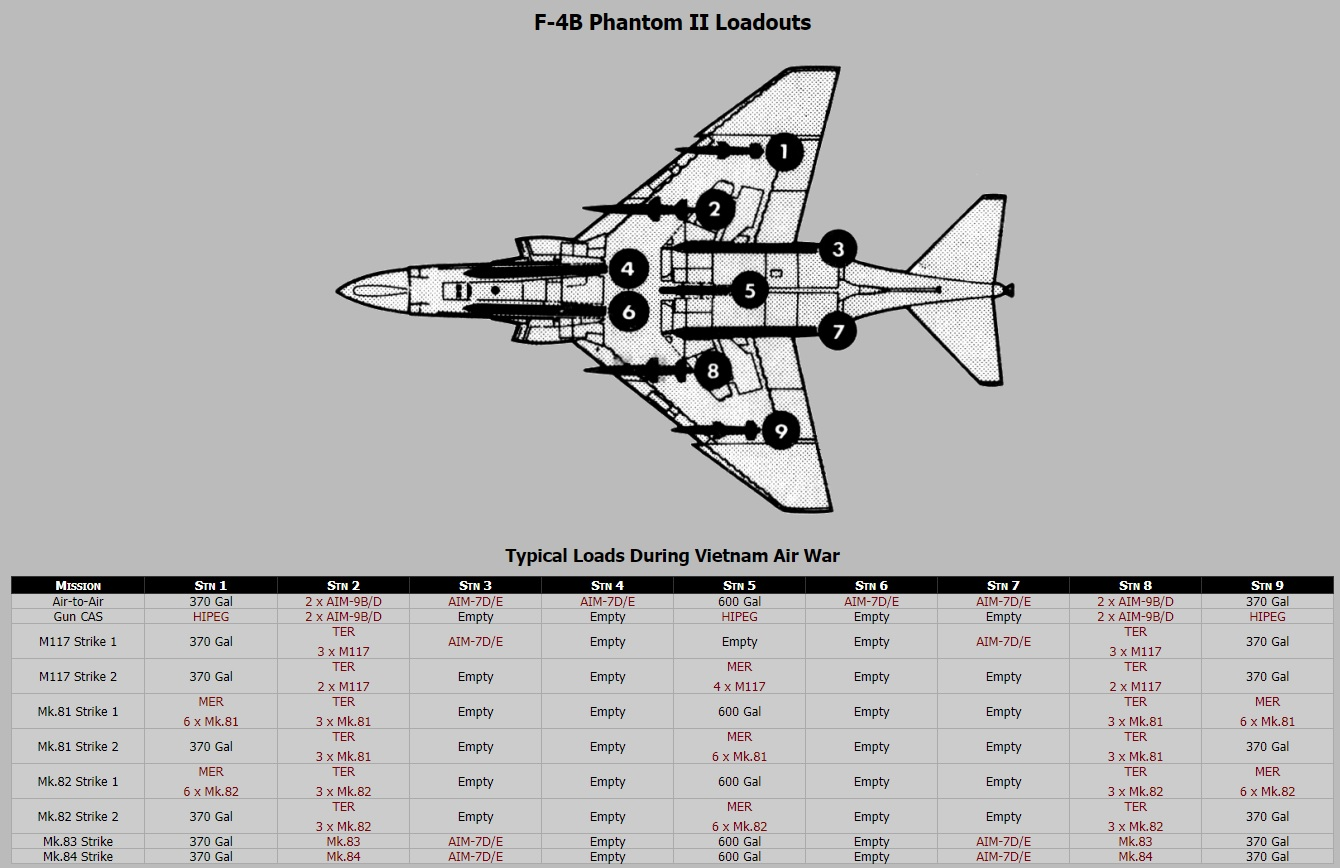 F-4B Phantom II Loadouts
1
2
3
4
5
6
7
8
9
Typical Loads During Vietnam Air War
Mission Stn 1 Stn 2 Stn 3 Stn 4 Stn 5 Stn 6 Stn 7 Stn 8 Stn 9
Air-to-Air 370 Gal 2 x AIM-9B/D AIM-7D/E AIM-7D/E 600 Gal AIM-7D/E AIM-7D/E 2 x AIM-9B/D 370 Gal
Gun CAS HIPEG 2 x AIM-9B/D Empty Empty HIPEG Empty Empty 2 x AIM-9B/D HIPEG
TER TER
M117 Strike 1 370 Gal AIM-7D/E Empty Empty Empty AIM-7D/E 370 Gal
3 x M117 3 x M117
TER MER TER
M117 Strike 2 370 Gal Empty Empty Empty Empty 370 Gal
2 x M117 4 x M117 2 x M117
MER TER TER MER
Mk.81 Strike 1 Empty Empty 600 Gal Empty Empty
6 x Mk.81 3 x Mk.81 3 x Mk.81 6 x Mk.81
TER MER TER
Mk.81 Strike 2 370 Gal Empty Empty Empty Empty 370 Gal
3 x Mk.81 6 x Mk.81 3 x Mk.81
MER TER TER MER
Mk.82 Strike 1 Empty Empty 600 Gal Empty Empty
6 x Mk.82 3 x Mk.82 3 x Mk.82 6 x Mk.82
TER MER TER
Mk.82 Strike 2 370 Gal Empty Empty Empty Empty 370 Gal
3 x Mk.82 6 x Mk.82 3 x Mk.82
Mk.83 Strike 370 Gal Mk.83 AIM-7D/E Empty 600 Gal Empty AIM-7D/E Mk.83 370 Gal
Mk.84 Strike 370 Gal Mk.84 AIM-7D/E Empty 600 Gal Empty AIM-7D/E Mk.84 370 Gal